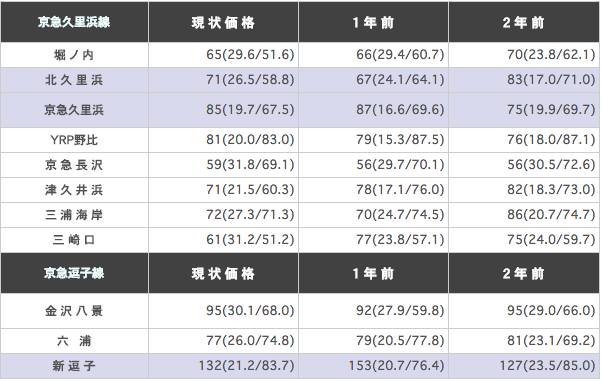 京急久里浜線 現状価格 1年前 2年前
堀ノ内 65(29.6/51.6) 66(29.4/60.7) 70(23.8/62.1)
北久里浜 71(26.5/58.8) 67(24.1/64.1) 83(17.0/71.0)
京急久里浜 85(19.7/67.5) 87(16.6/69.6) 75(19.9/69.7)
YRP野比 81(20.0/83.0) 79(15.3/87.5) 76(18.0/87.1)
京急長沢 59(31.8/69.1) 56(29.7/70.1) 56(30.5/72.6)
津久井浜 71(21.5/60.3) 78(17.1/76.0) 82(18.3/73.0)
三浦海岸 72(27.3/71.3) 70(24.7/74.5) 86(20.7/74.7)
三崎口 61(31.2/51.2) 77(23.8/57.1) 75(24.0/59.7)
京急逗子線 現状価格 1年前 2年前
金沢八景 95(30.1/68.0) 92(27.9/59.8) 95(29.0/66.0)
六浦 77(26.0/74.8) 79(20.5/77.8) 81(23.1/69.2)
新逗子 132(21.2/83.7) 153(20.7/76.4) 127(23.5/85.0)